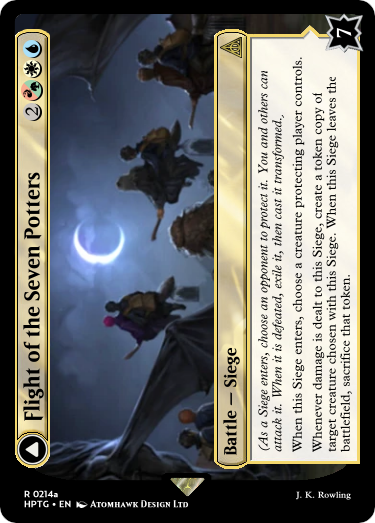 Flight of the Seven Potters
2
7
Battle — Siege
(As a Siege enters, choose an opponent to protect it. You and others can
attack it. When it is defeated, exile it, then cast it transformed.)
When this Siege enters, choose a creature protecting player controls.
Whenever damage is dealt to this Siege, create a token copy of
target creature chosen with this Siege. When this Siege leaves the
battlefield, sacrifice that token.
R 0214a
HPTG • EN Atomhawk Design Ltd
J. K. Rowling